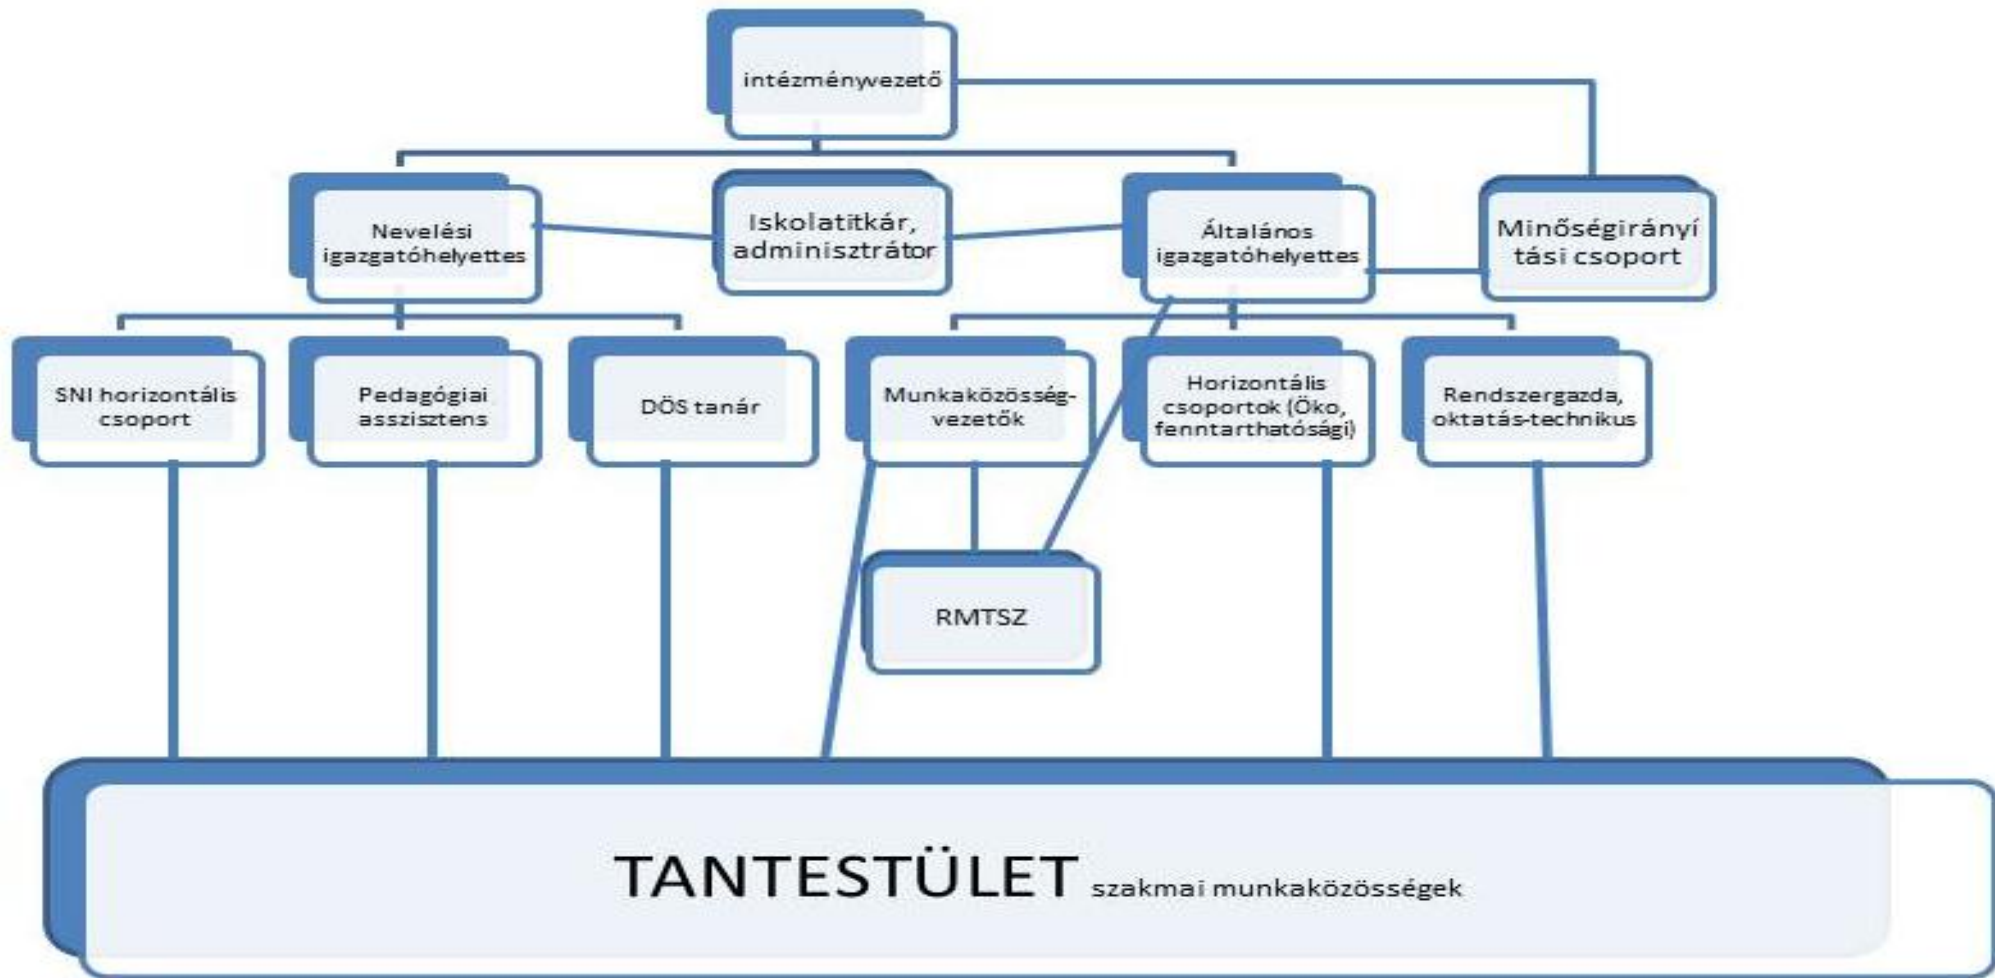 intézményvezető
Nevelési
igazgatóhelyettes
Iskolatitkár,
adminisztrátor
Általános
igazgatóhelyettes
Minőségirányí
tási csoport
SNI horizontális
csoport
Pedagógiai
asszisztens
DÖS tanár
Munkaközösség-
vezetők
Horizontális
csoportok (Öko,
fenntarthatósági)
Rendszergazda,
oktatás-technikus
RMTSZ
TANTESTÜLET szakmai munkaközösségek